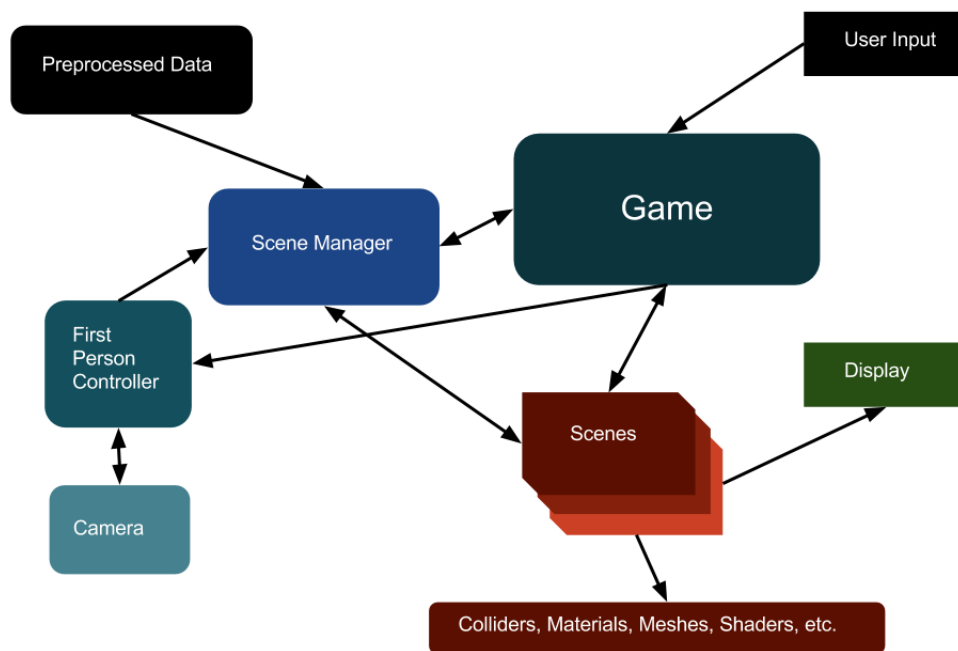 Preprocessed Data
User Input
Game
Scene Manager
First
Person
Controller
Display
Scenes
Camera
Colliders, Materials, Meshes, Shaders, etc.